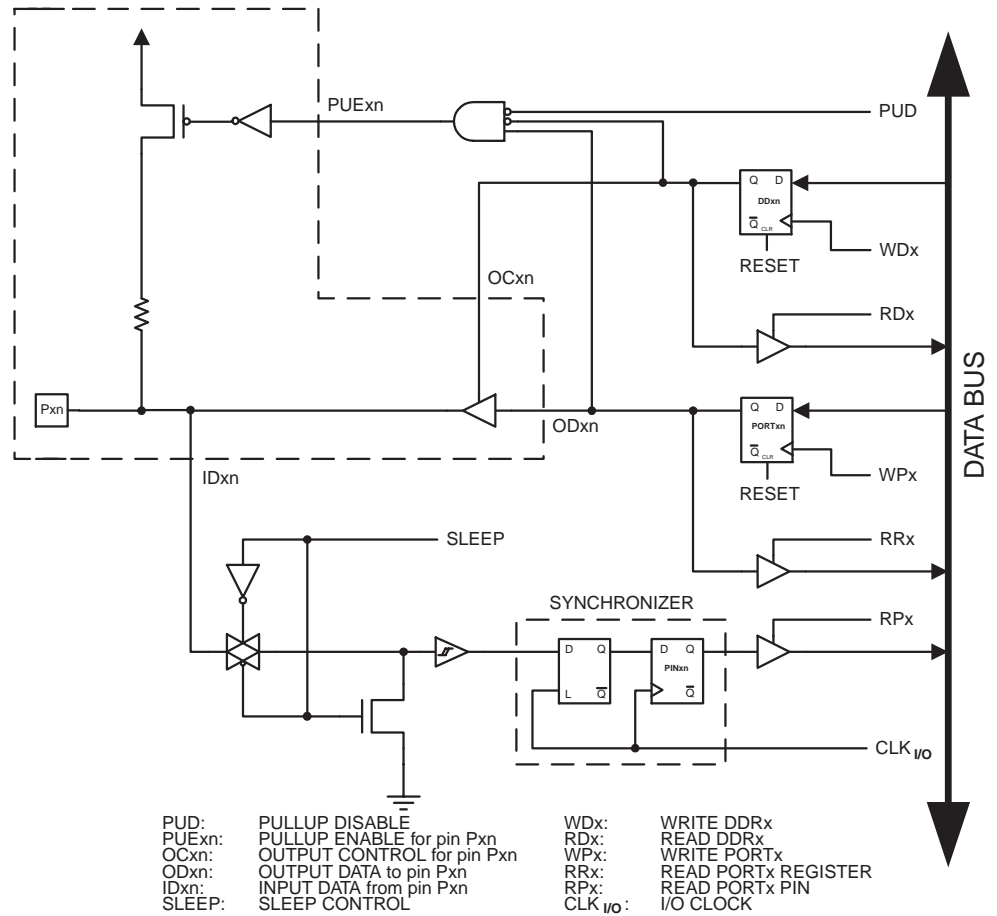 PUD
PUExn
Q D
DDxn
Q CLR
RESET
WDx
OCxn
RDx
DATA BUS
Pxn
ODxn
Q D
PORTxn
Q CLR
RESET
WPx
IDxn
SLEEP
RRx
SYNCHRONIZER
RPx
D Q
L Q
D Q
PINxn
Q
CLK I/O
PUD: PULLUP DISABLE
PUExn: PULLUP ENABLE for pin Pxn
OCxn: OUTPUT CONTROL for pin Pxn
ODxn: OUTPUT DATA to pin Pxn
IDxn: INPUT DATA from pin Pxn
SLEEP: SLEEP CONTROL
WDx: WRITE DDRx
RDx: READ DDRx
WPx: WRITE PORTx
RRx: READ PORTx REGISTER
RPx: READ PORTx PIN
CLK I/O: I/O CLOCK